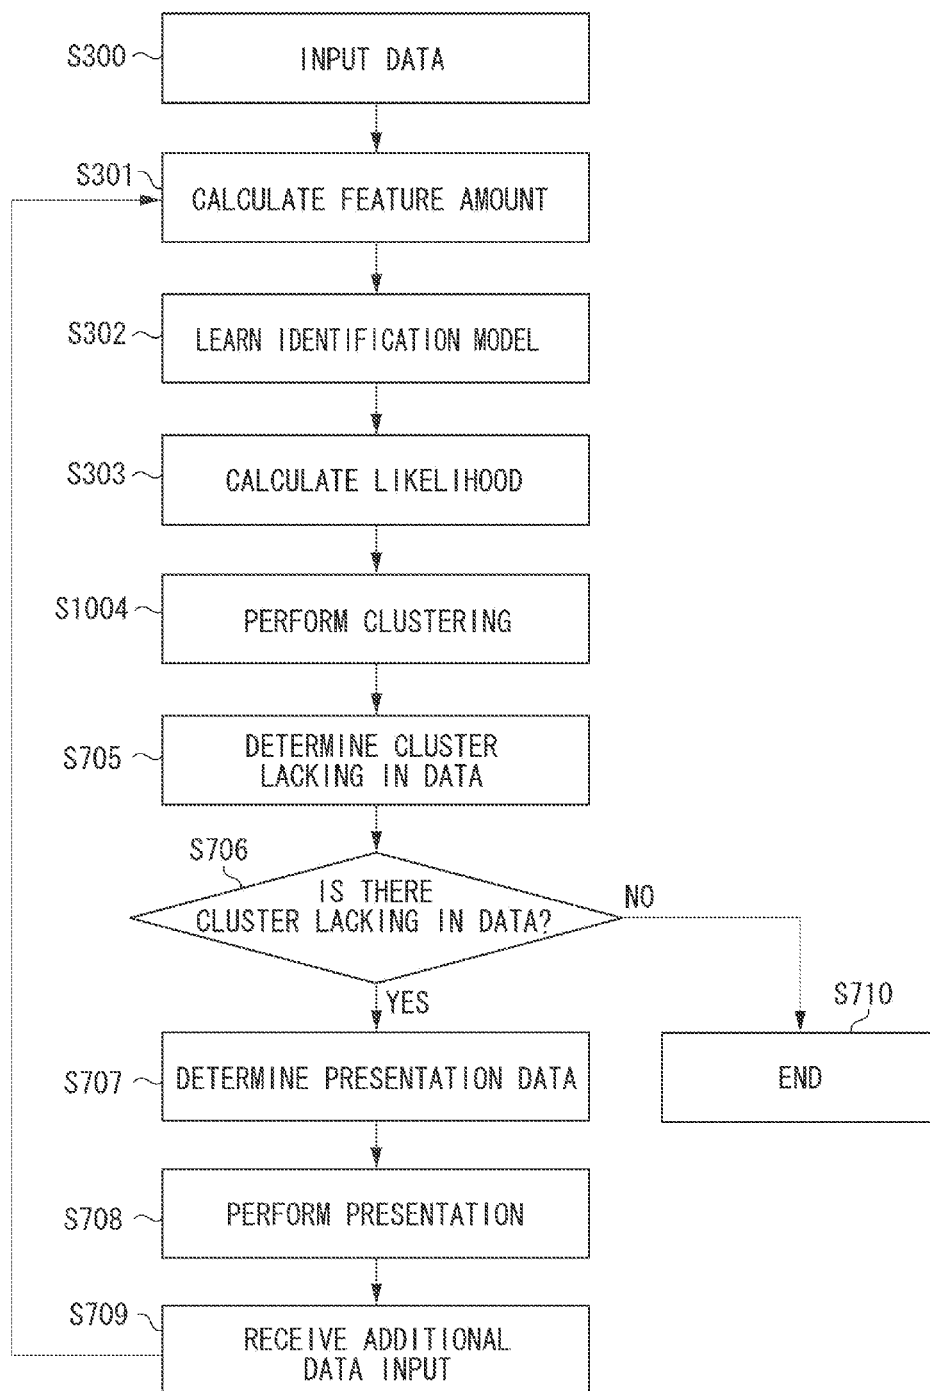 S300
INPUT DATA
S301
CALCULATE FEATURE AMOUNT
S302
LEARN IDENTIFICATION MODEL
S303
CALCULATE LIKELIHOOD
S1004
PERFORM CLUSTERING
S705
DETERMINE CLUSTER
LACKING IN DATA
S706
IS THERE
CLUSTER LACKING IN DATA?
NO
YES
S710
END
S707
DETERMINE PRESENTATION DATA
S708
PERFORM PRESENTATION
S709
RECEIVE ADDITIONAL
DATA INPUT